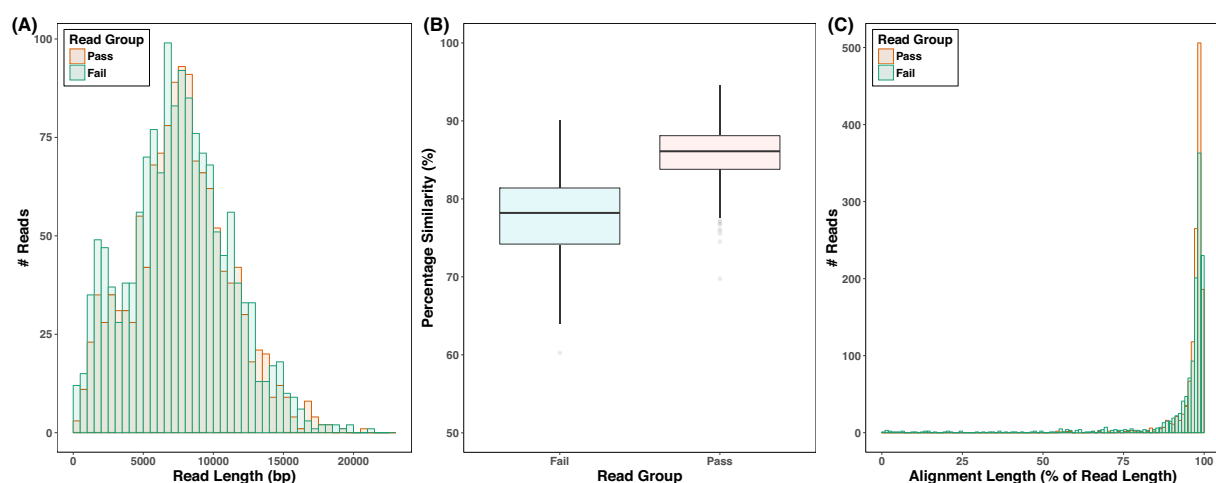 (A)
Read Group
Pass
Fail
100
75
50
25
0
# Reads
0 5000 10000 15000 20000
Read Length (bp)
(B)
100
90
80
70
60
50
Percentage Similarity (%)
Fail Pass
Read Group
(C)
Read Group
Pass
Fail
500
400
300
200
100
0
# Reads
0 25 50 75 100
Alignment Length (% of Read Length)